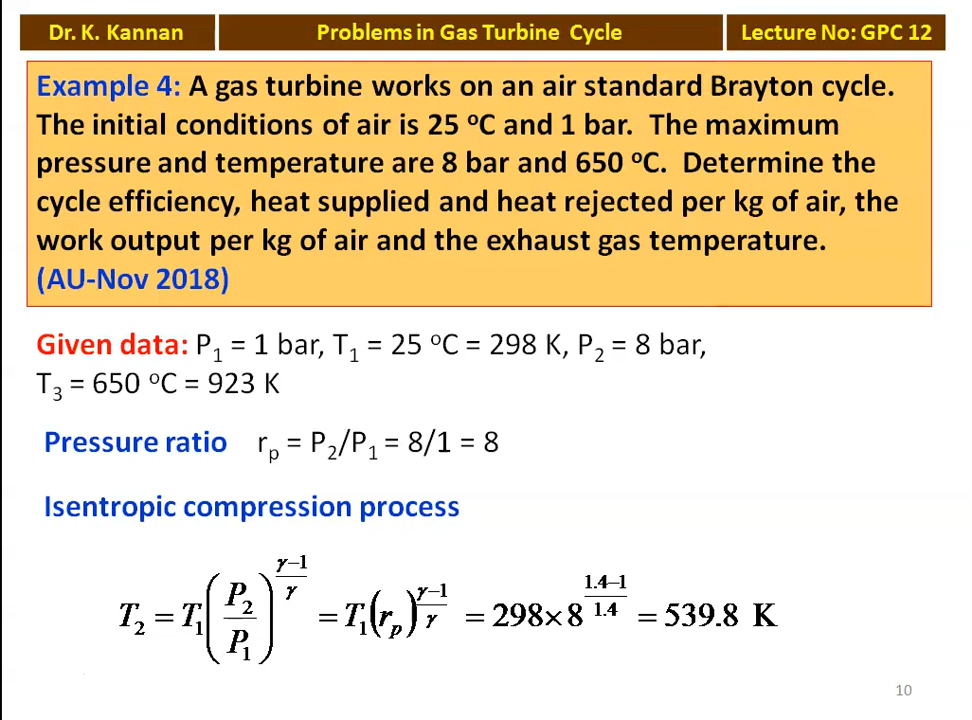 Dr. K. Kannan
Problems in Gas Turbine Cycle
Lecture No: GPC 12
Example 4: A gas turbine works on an air standard Brayton cycle.
The initial conditions of air is 25 ᵒC and 1 bar. The maximum
pressure and temperature are 8 bar and 650 ᵒC. Determine the
cycle efficiency, heat supplied and heat rejected per kg of air, the
work output per kg of air and the exhaust gas temperature.
(AU-Nov 2018)
Given data: P₁ = 1 bar, T₁ = 25 ᵒC = 298 K, P₂ = 8 bar,
T₃ = 650 ᵒC = 923 K
Pressure ratio rₚ = P₂/P₁ = 8/1 = 8
Isentropic compression process
T₂ = T₁(P₂/P₁)^((γ−1)/γ) = T₁(rₚ)^((γ−1)/γ) = 298×8^((1.4−1)/1.4) = 539.8 K
10